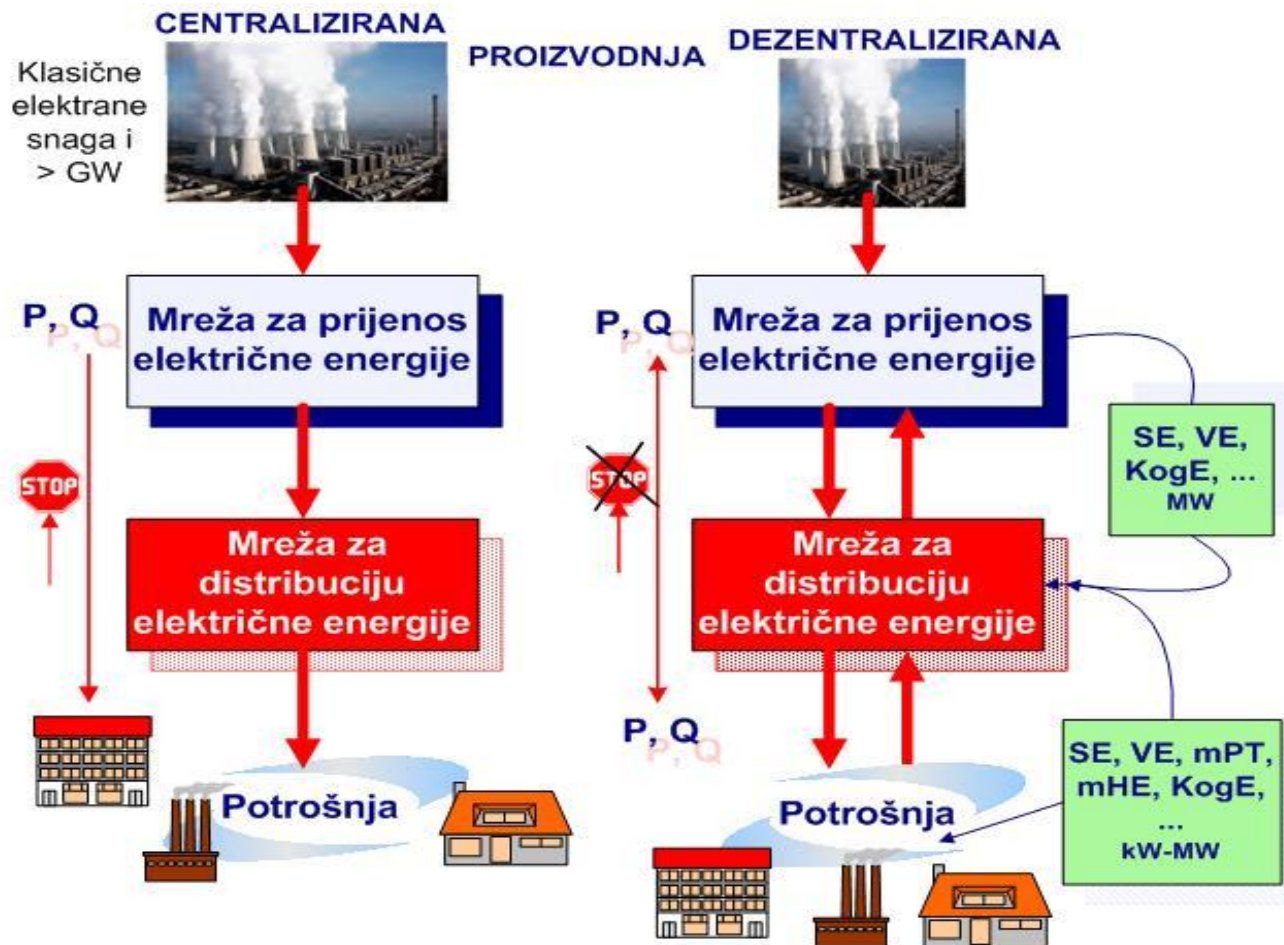 CENTRALIZIRANA
PROIZVODNJA
DEZENTRALIZIRANA
Klasične
elektrane
snaga i
> GW
P, Q
Mreža za prijenos
električne energije
STOP
Mreža za
distribuciju
električne energije
Potrošnja
P, Q
Mreža za prijenos
električne energije
STOP
Mreža za
distribuciju
električne energije
P, Q
Potrošnja
SE, VE,
KogE, ...
MW
SE, VE, mPT,
mHE, KogE,
...
kW-MW